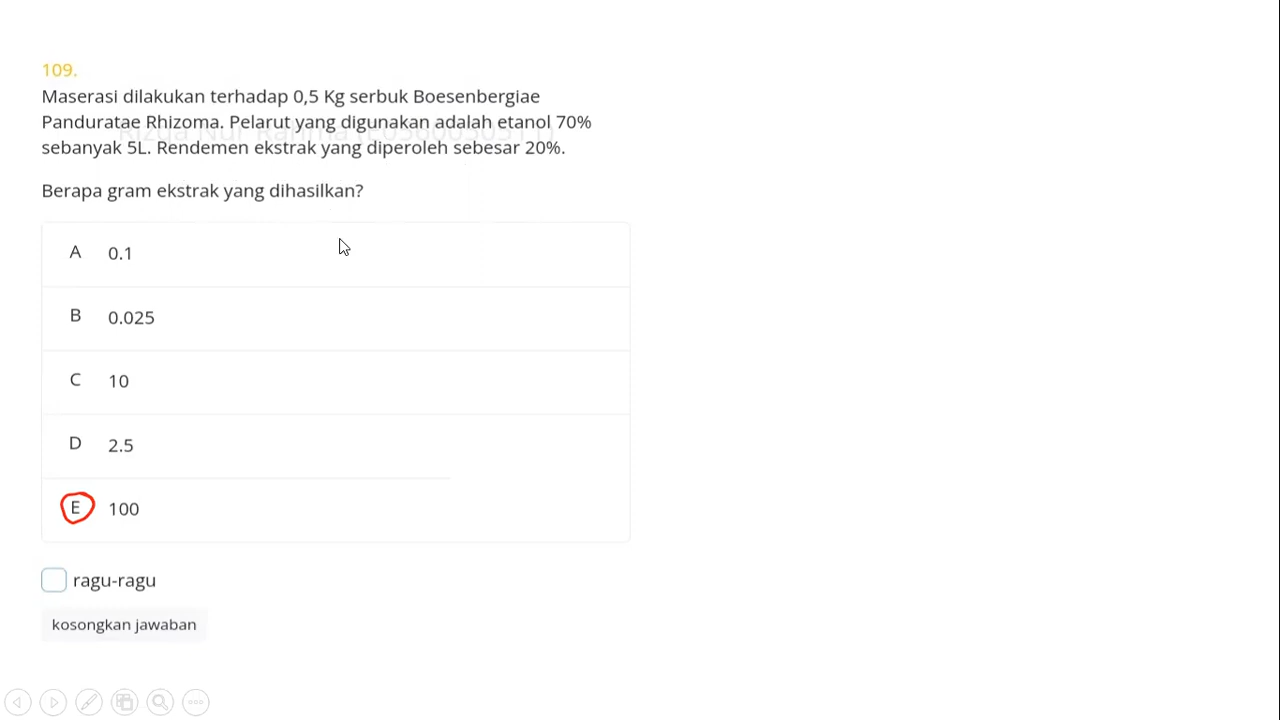 109.
Maserasi dilakukan terhadap 0,5 Kg serbuk Boesenbergiae
Panduratae Rhizoma. Pelarut yang digunakan adalah etanol 70%
sebanyak 5L. Rendemen ekstrak yang diperoleh sebesar 20%.
Berapa gram ekstrak yang dihasilkan?
A 0.1
B 0.025
C 10
D 2.5
E 100
ragu-ragu
kosongkan jawaban